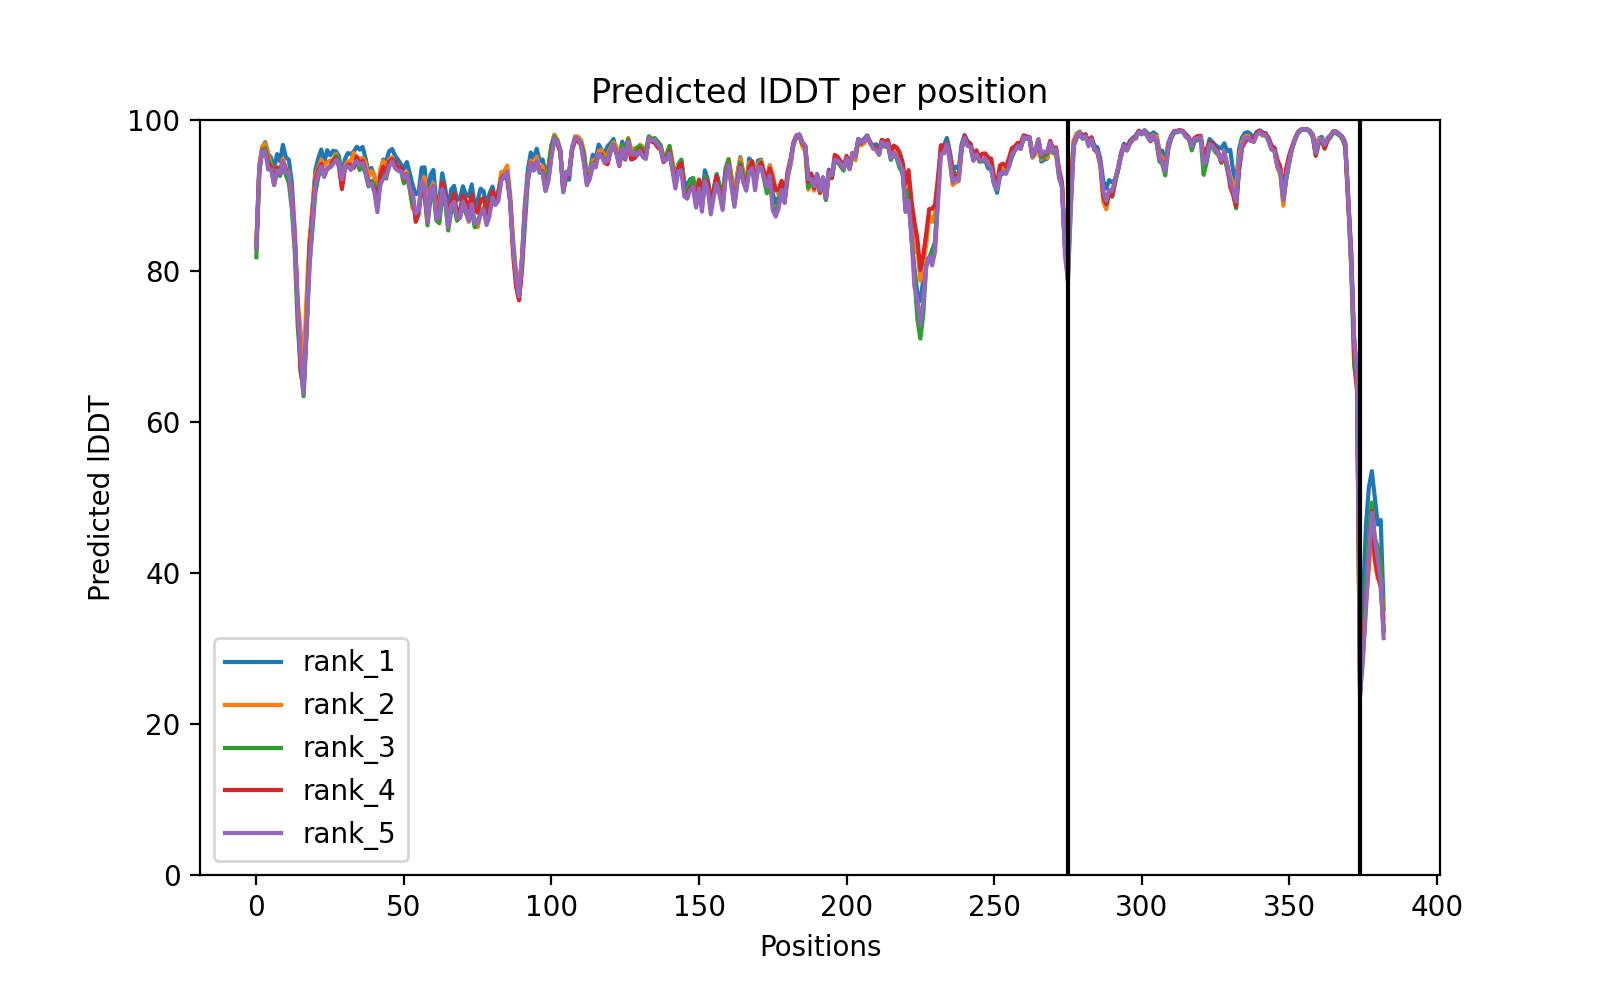 Predicted lDDT per position
100
80
60
40
20
0
Predicted lDDT
rank_1
rank_2
rank_3
rank_4
rank_5
0 50 100 150 200 250 300 350 400
Positions